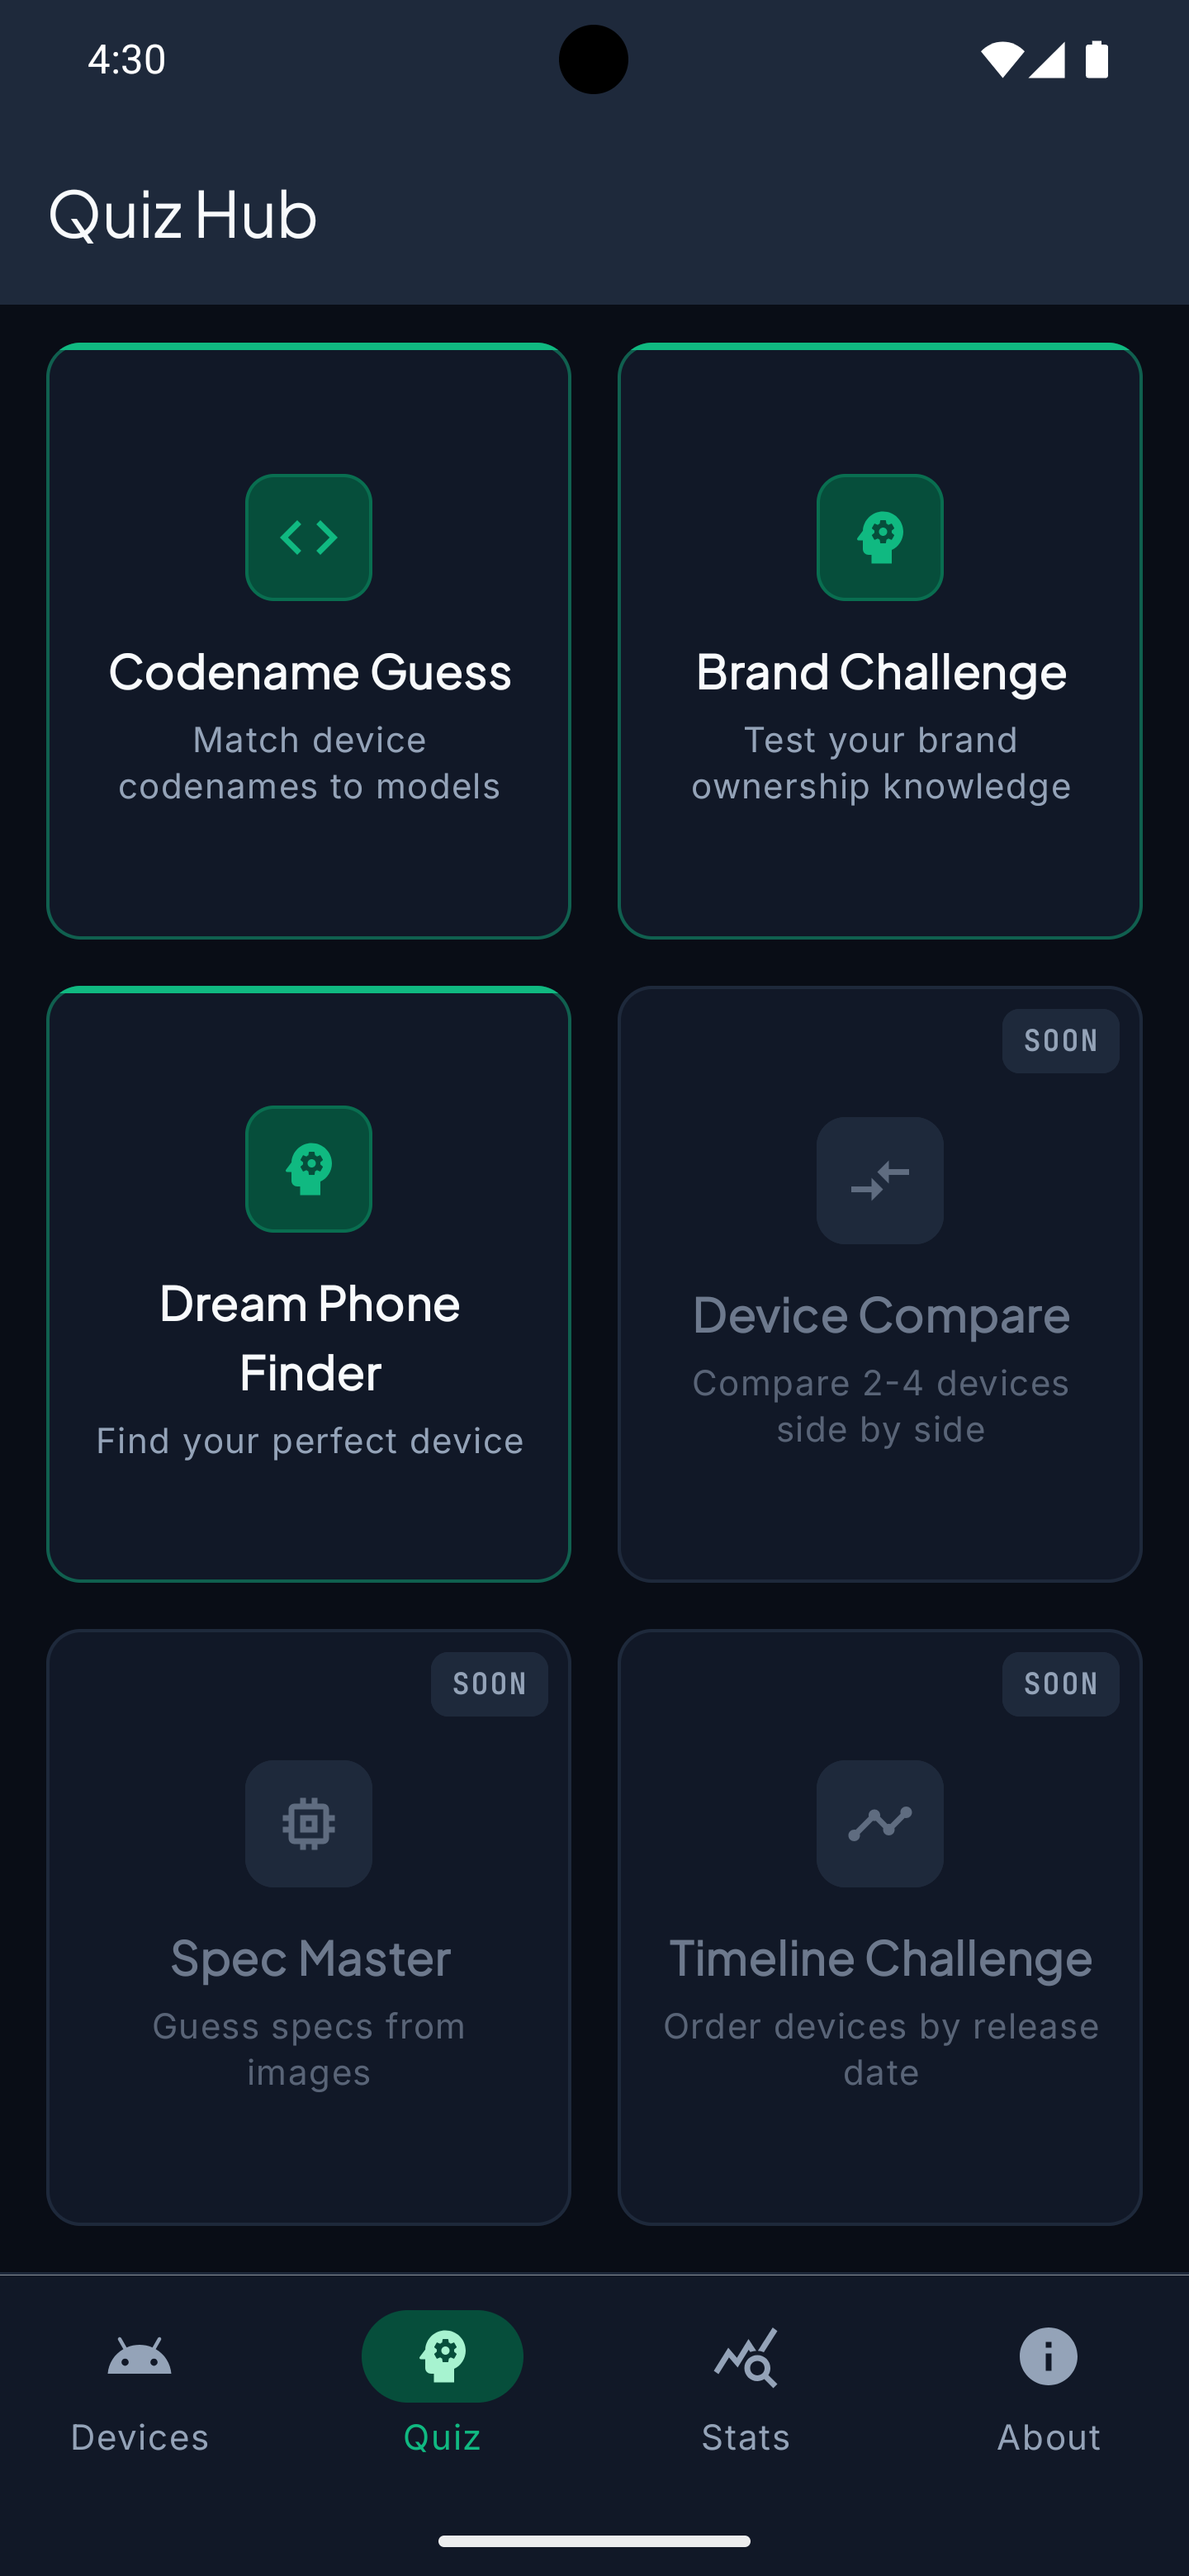 4:30
Quiz Hub
Codename Guess
Match device
codenames to models
Brand Challenge
Test your brand
ownership knowledge
Dream Phone
Finder
Find your perfect device
SOON
Device Compare
Compare 2-4 devices
side by side
SOON
Spec Master
Guess specs from
images
SOON
Timeline Challenge
Order devices by release
date
Devices
Quiz
Stats
About